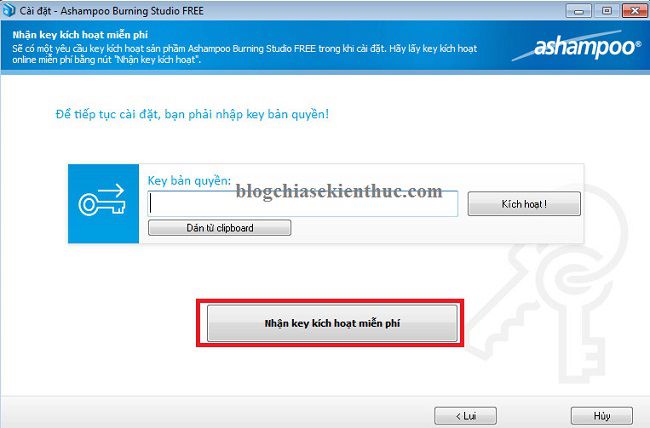 Cài đặt - Ashampoo Burning Studio FREE
Nhận key kích hoạt miễn phí
Sẽ có một yêu cầu key kích hoạt sản phẩm Ashampoo Burning Studio FREE trong khi cài đặt. Hãy lấy key kích hoạt
online miễn phí bằng nút "Nhận key kích hoạt".
ashampoo®
Để tiếp tục cài đặt, bạn phải nhập key bản quyền!
Key bản quyền:
blogchiasekienthuc.com
Kích hoạt !
Dán từ clipboard
Nhận key kích hoạt miễn phí
< Lui
Hủy